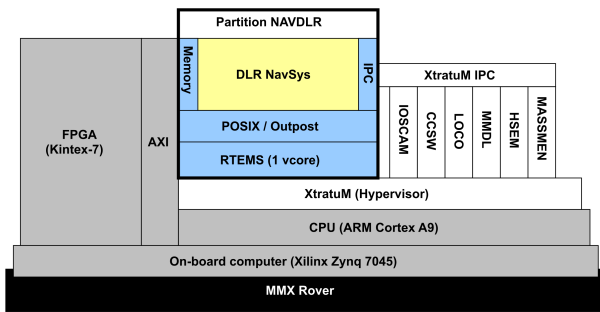 Partition NAVDLR
Memory
DLR NavSys
IPC
XtratuM IPC
FPGA
(Kintex-7)
AXI
POSIX / Outpost
RTEMS (1 vcore)
IOSCAM
CCSW
LOCO
MMDL
HSEM
MASSMEN
XtratuM (Hypervisor)
CPU (ARM Cortex A9)
On-board computer (Xilinx Zynq 7045)
MMX Rover